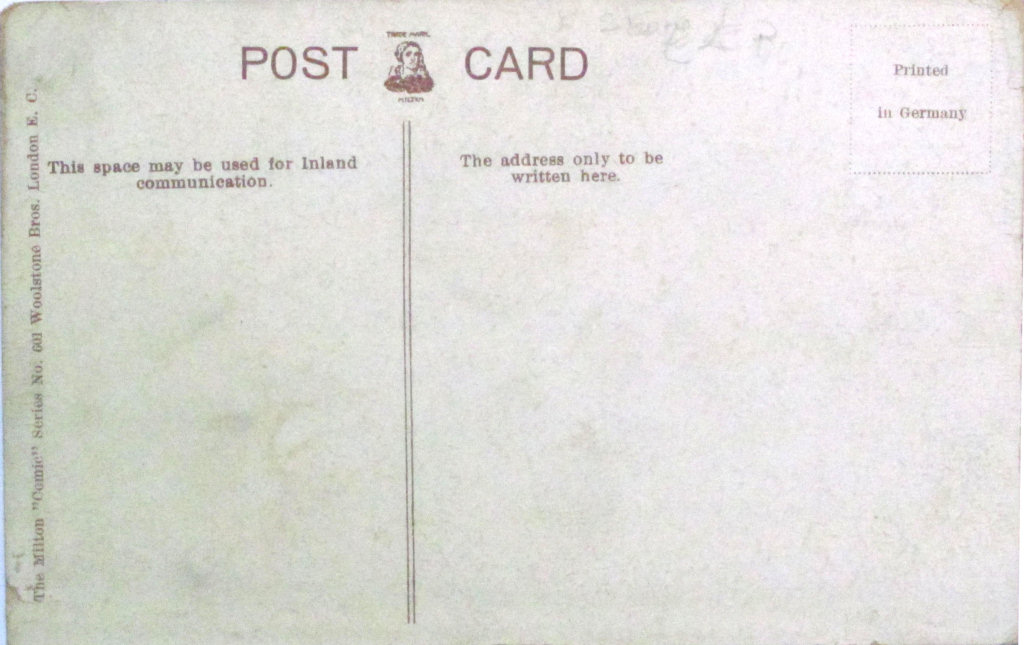 TRADE MARK
POST CARD
MILTON
Printed
in Germany
This space may be used for Inland
communication.
The address only to be
written here.
The Milton "Comic" Series No. 601 Woolstone Bros. London E. C.